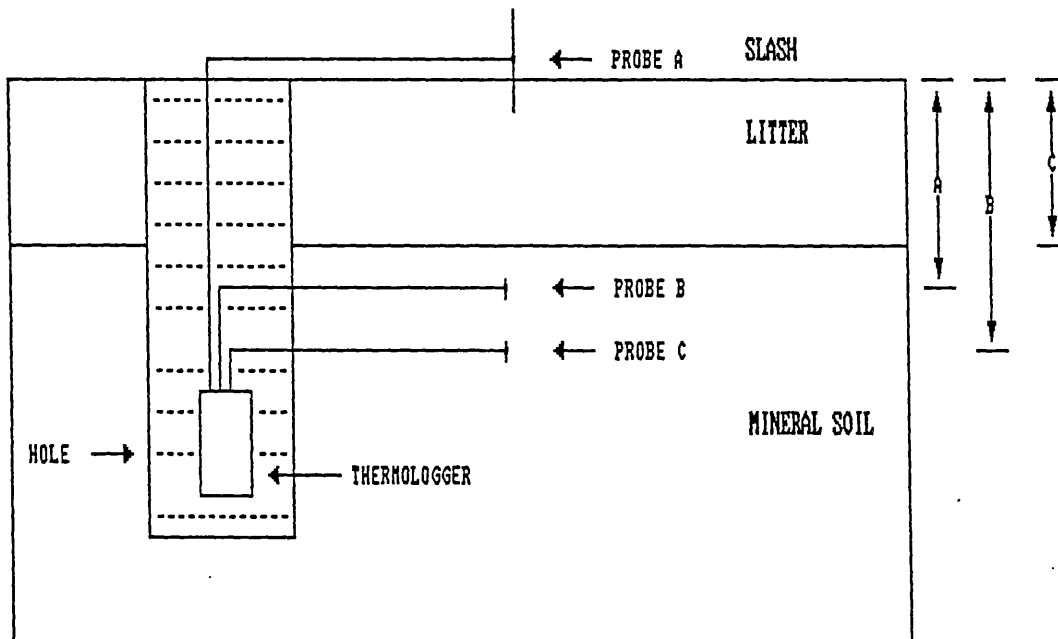 SLASH
PROBE A
LITTER
A
B
C
PROBE B
PROBE C
MINERAL SOIL
HOLE
THERMOLOGGER